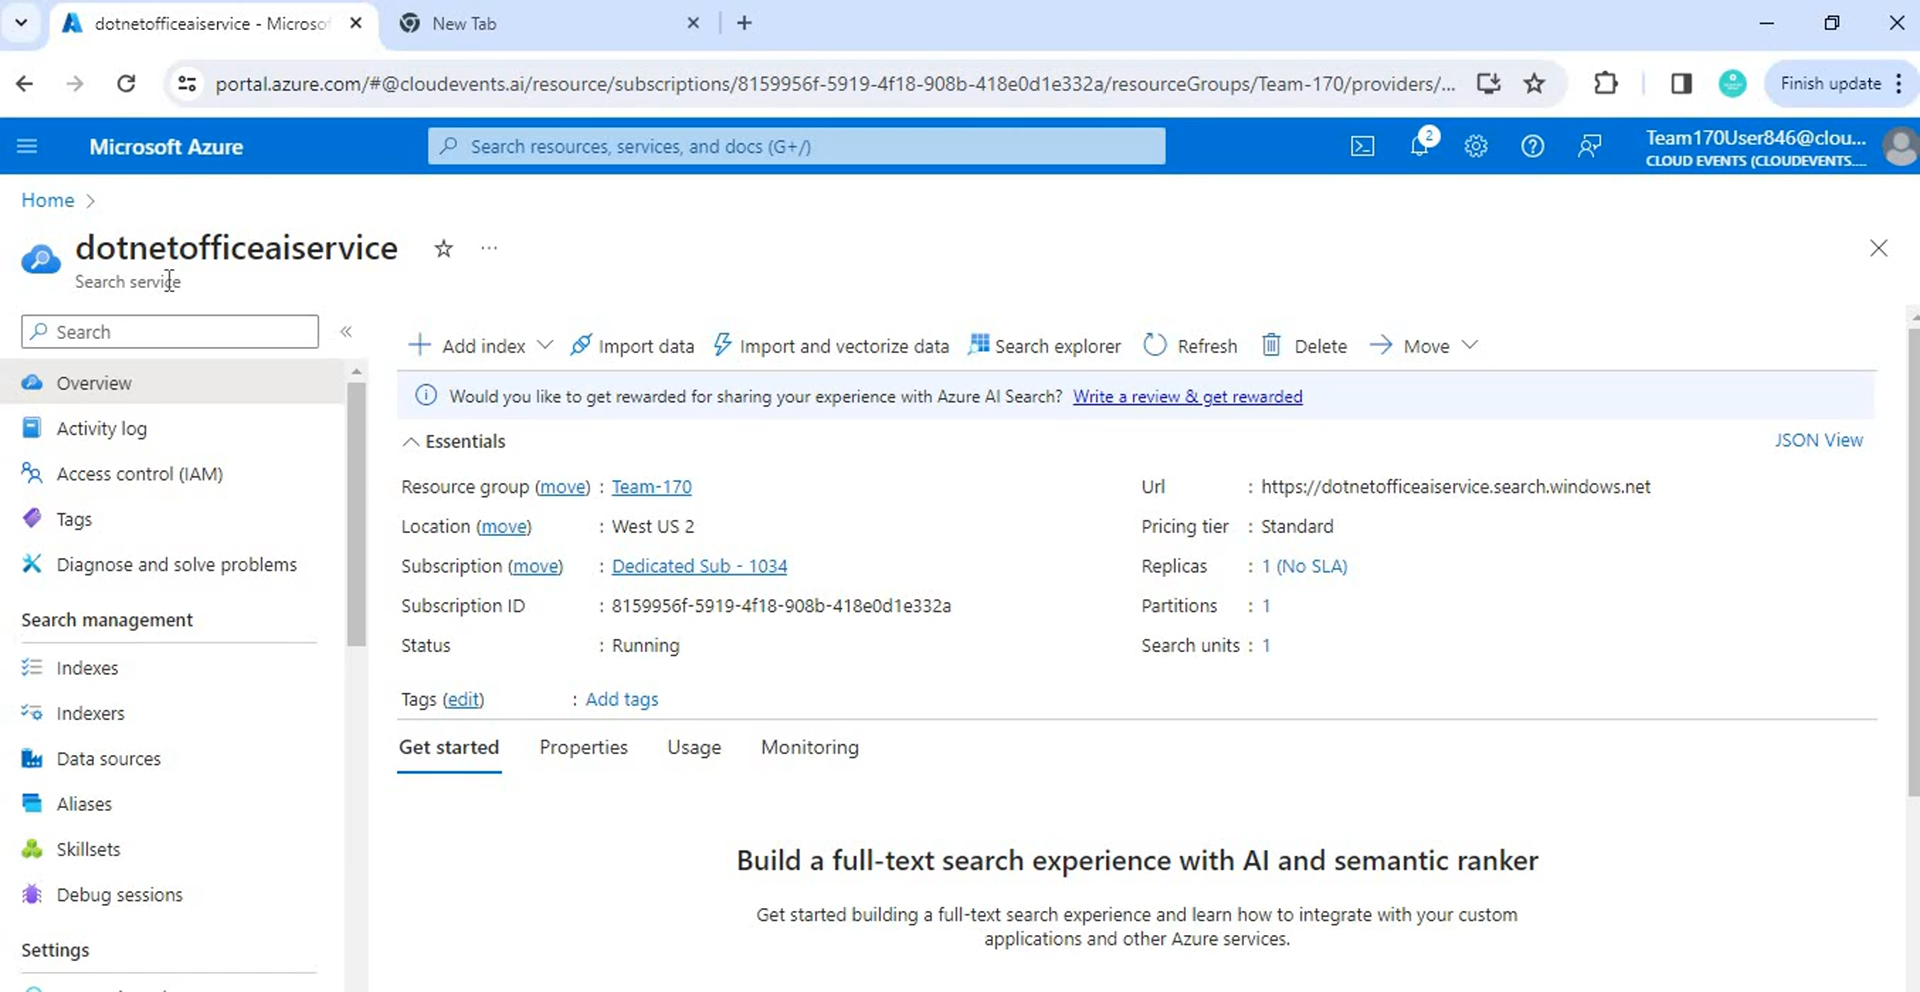 dotnetofficeaiservice - Microsof
New Tab
portal.azure.com/#@cloudevents.ai/resource/subscriptions/8159956f-5919-4f18-908b-418e0d1e332a/resourceGroups/Team-170/providers/...
Finish update
Microsoft Azure
Search resources, services, and docs (G+/)
2
Team170User846@clou...
CLOUD EVENTS (CLOUDEVENTS....
Home
dotnetofficeaiservice
Search service
Search
Add index
Import data
Import and vectorize data
Search explorer
Refresh
Delete
Move
Overview
Activity log
Access control (IAM)
Tags
Diagnose and solve problems
Search management
Indexes
Indexers
Data sources
Aliases
Skillsets
Debug sessions
Settings
Would you like to get rewarded for sharing your experience with Azure AI Search? Write a review & get rewarded
Essentials
JSON View
Resource group (move) : Team-170
Location (move) : West US 2
Subscription (move) : Dedicated Sub - 1034
Subscription ID : 8159956f-5919-4f18-908b-418e0d1e332a
Status : Running
Url : https://dotnetofficeaiservice.search.windows.net
Pricing tier : Standard
Replicas : 1 (No SLA)
Partitions : 1
Search units : 1
Tags (edit) : Add tags
Get started
Properties
Usage
Monitoring
Build a full-text search experience with AI and semantic ranker
Get started building a full-text search experience and learn how to integrate with your custom
applications and other Azure services.